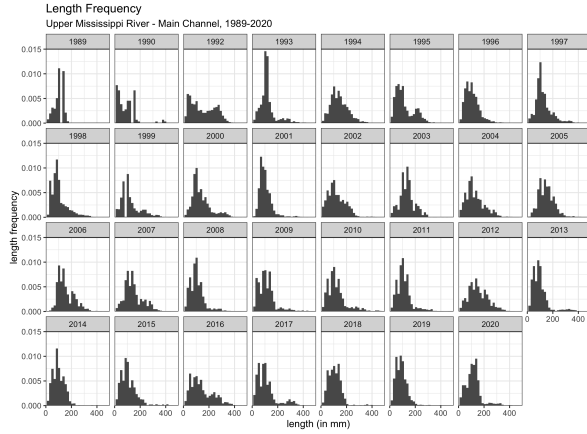 Length Frequency
Upper Mississippi River - Main Channel, 1989-2020
1989 1990 1992 1993 1994 1995 1996 1997
0.015
0.010
0.005
0.000
1998 1999 2000 2001 2002 2003 2004 2005
0.015
0.010
0.005
0.000
length frequency
2006 2007 2008 2009 2010 2011 2012 2013
0.015
0.010
0.005
0.000
0 200 400
2014 2015 2016 2017 2018 2019 2020
0.015
0.010
0.005
0.000
0 200 400 0 200 400 0 200 400 0 200 400 0 200 400 0 200 400 0 200 400
length (in mm)